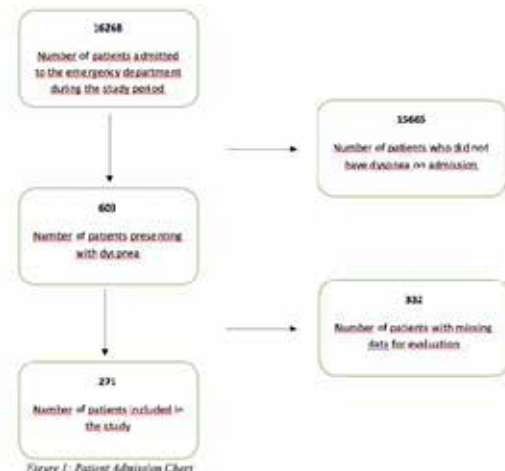 16268
Number of patients admitted
to the emergency department
during the study period
15665
Number of patients who did not
have dyspnea on admission
603
Number of patients presenting
with dyspnea
332
Number of patients with missing
data for evaluation
271
Number of patients included in
the study
Figure 1: Patient Admission Chart